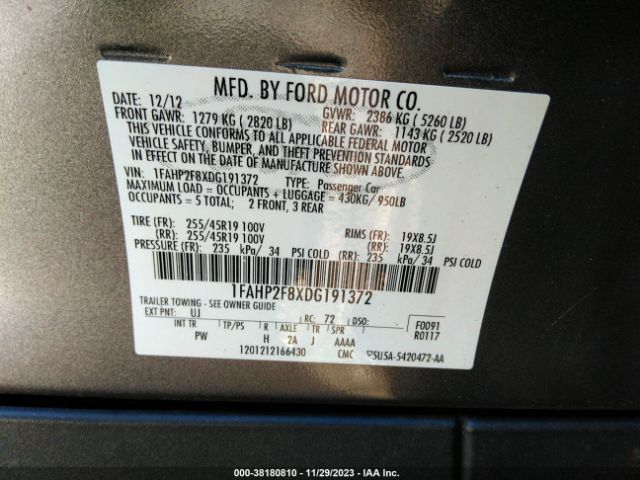 MFD. BY FORD MOTOR CO.
DATE: 12/12 GVWR: 2386 KG ( 5260 LB)
FRONT GAWR: 1279 KG ( 2820 LB) REAR GAWR: 1143 KG ( 2520 LB)
THIS VEHICLE CONFORMS TO ALL APPLICABLE FEDERAL MOTOR
VEHICLE SAFETY, BUMPER, AND THEFT PREVENTION STANDARDS
IN EFFECT ON THE DATE OF MANUFACTURE SHOWN ABOVE.
VIN: 1FAHP2F8XDG191372 TYPE: Passenger Car
MAXIMUM LOAD = OCCUPANTS + LUGGAGE = 430KG/ 950LB
OCCUPANTS = 5 TOTAL; 2 FRONT, 3 REAR
TIRE (FR): 255/45R19 100V RIMS (FR): 19X8.5J
(RR): 255/45R19 100V (RR): 19X8.5J
PRESSURE (FR): 235 kPa/ 34 PSI COLD (RR): 235 kPa/ 34 PSI COLD
1FAHP2F8XDG191372
TRAILER TOWING - SEE OWNER GUIDE
EXT PNT: UJ RC: 72 DSO: F0091
INT TR TP/PS R AXLE TR SPR R0117
PW H 2A J AAAA
1201212166430 CMC 5U5A-5420472-AA
000-38180810 - 11/29/2023 - IAA Inc.